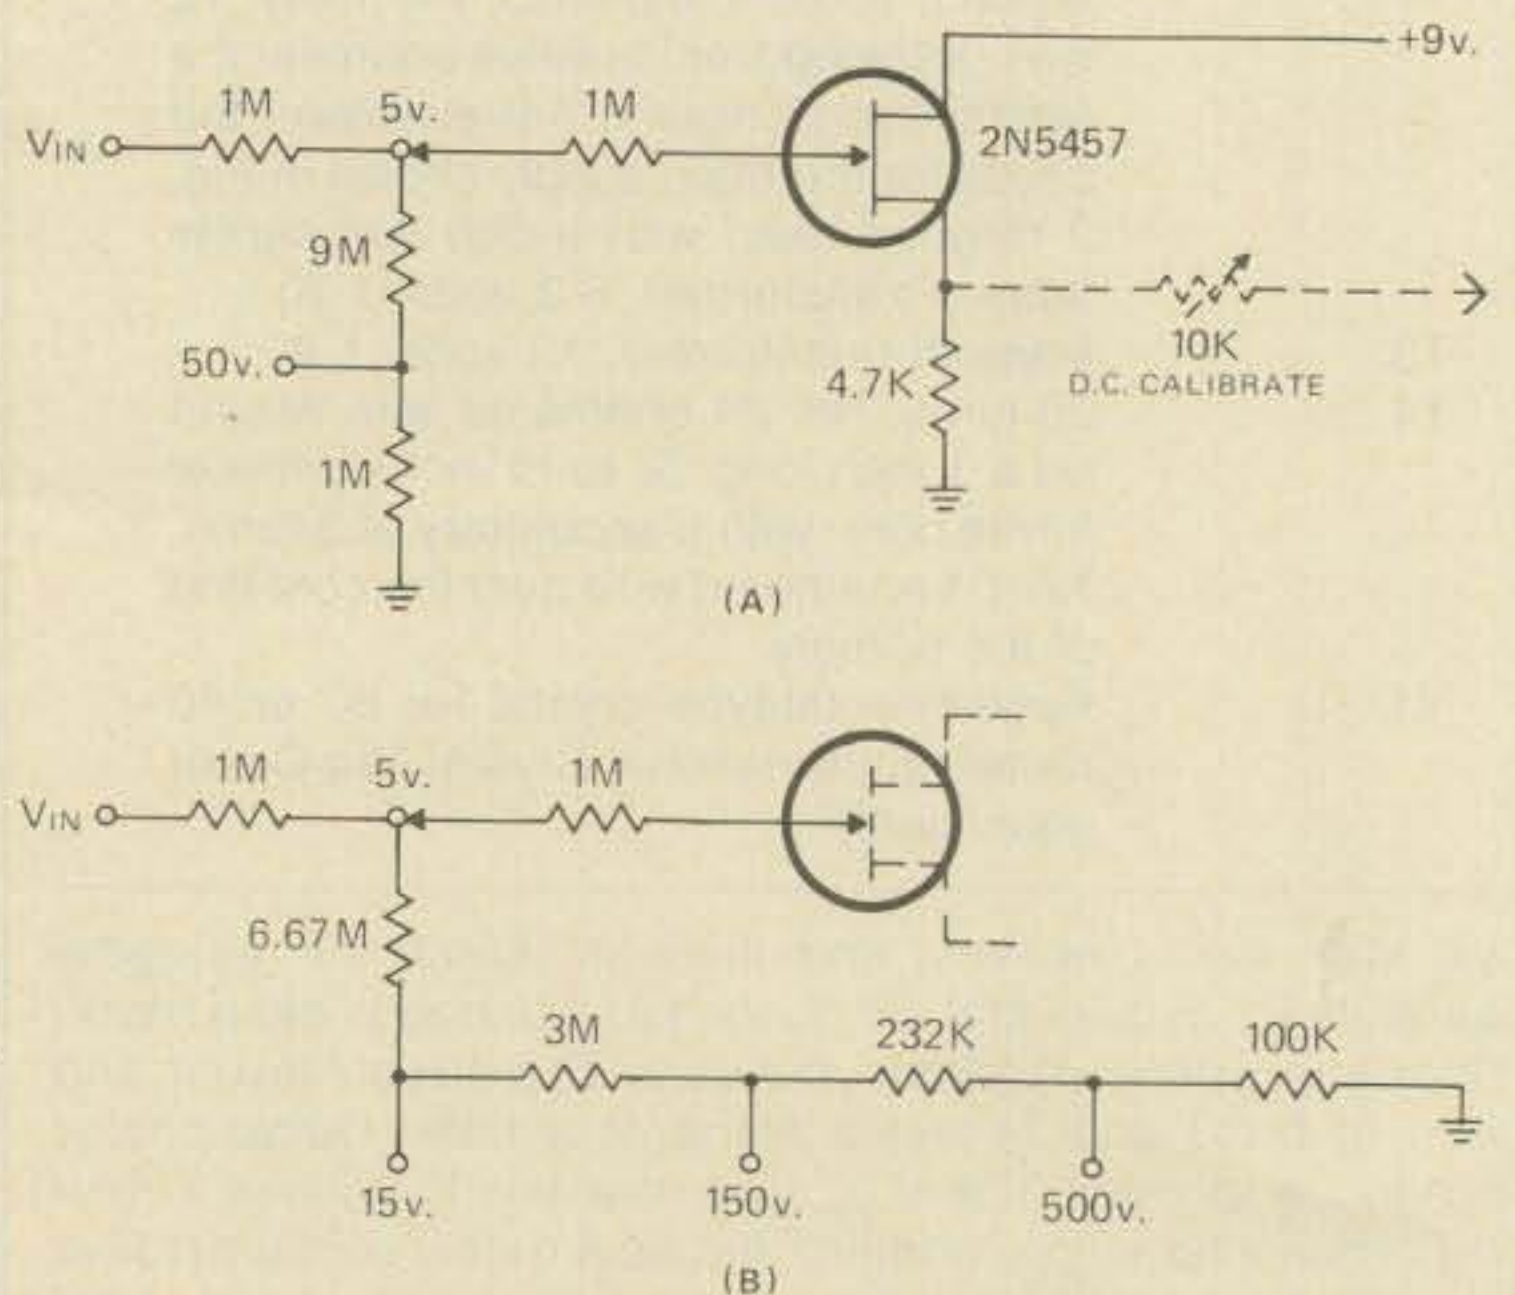 +9v.
1M 5v. 1M
VIN 2N5457
9M
50v. 10K
4.7K D.C. CALIBRATE
1M
(A)
1M 5v. 1M
VIN
6.67M
3M 232K 100K
15v. 150v. 500v.
(B)